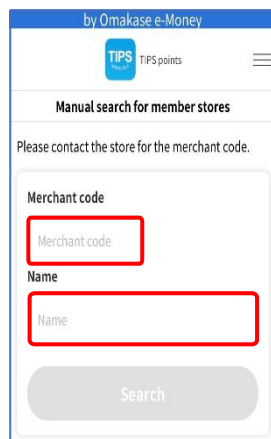 by Omakase e-Money
TIPS TIPS points
Manual search for member stores
Please contact the store for the merchant code.
Merchant code
Merchant code
Name
Name
Search